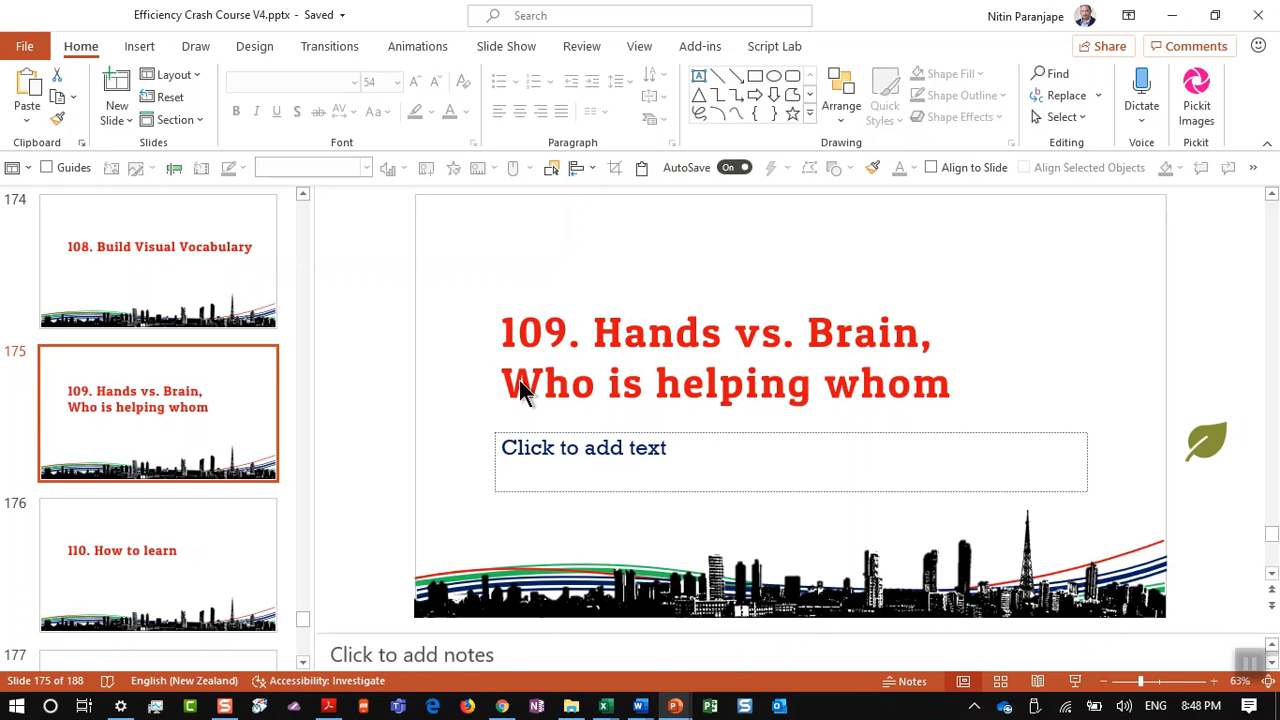 Efficiency Crash Course V4.pptx - Saved
Search
Nitin Paranjape
File Home Insert Draw Design Transitions Animations Slide Show Review View Add-ins Script Lab Share Comments
Paste
New Slide
Layout
Reset
Section
54
B I U S ab AV Aa A
Arrange
Quick Styles
Shape Fill
Shape Outline
Shape Effects
Find
Replace
Select
Dictate
Pickit Images
Clipboard Slides Font Paragraph Drawing Editing Voice Pickit
Guides AutoSave On Align to Slide Align Selected Objects
174
108. Build Visual Vocabulary
175
109. Hands vs. Brain,
Who is helping whom
176
110. How to learn
177
109. Hands vs. Brain,
Who is helping whom
Click to add text
Click to add notes
Slide 175 of 188 English (New Zealand) Accessibility: Investigate Notes 63%
ENG 8:48 PM